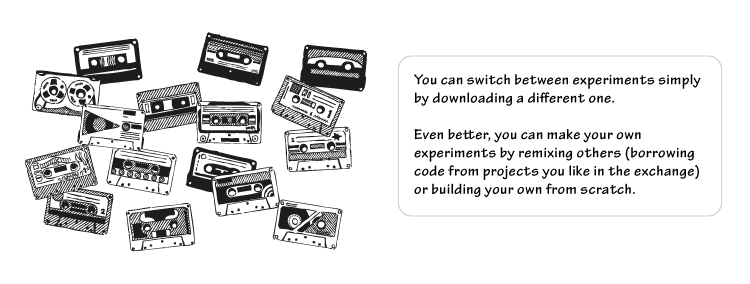 You can switch between experiments simply
by downloading a different one.
Even better, you can make your own
experiments by remixing others (borrowing
code from projects you like in the exchange)
or building your own from scratch.